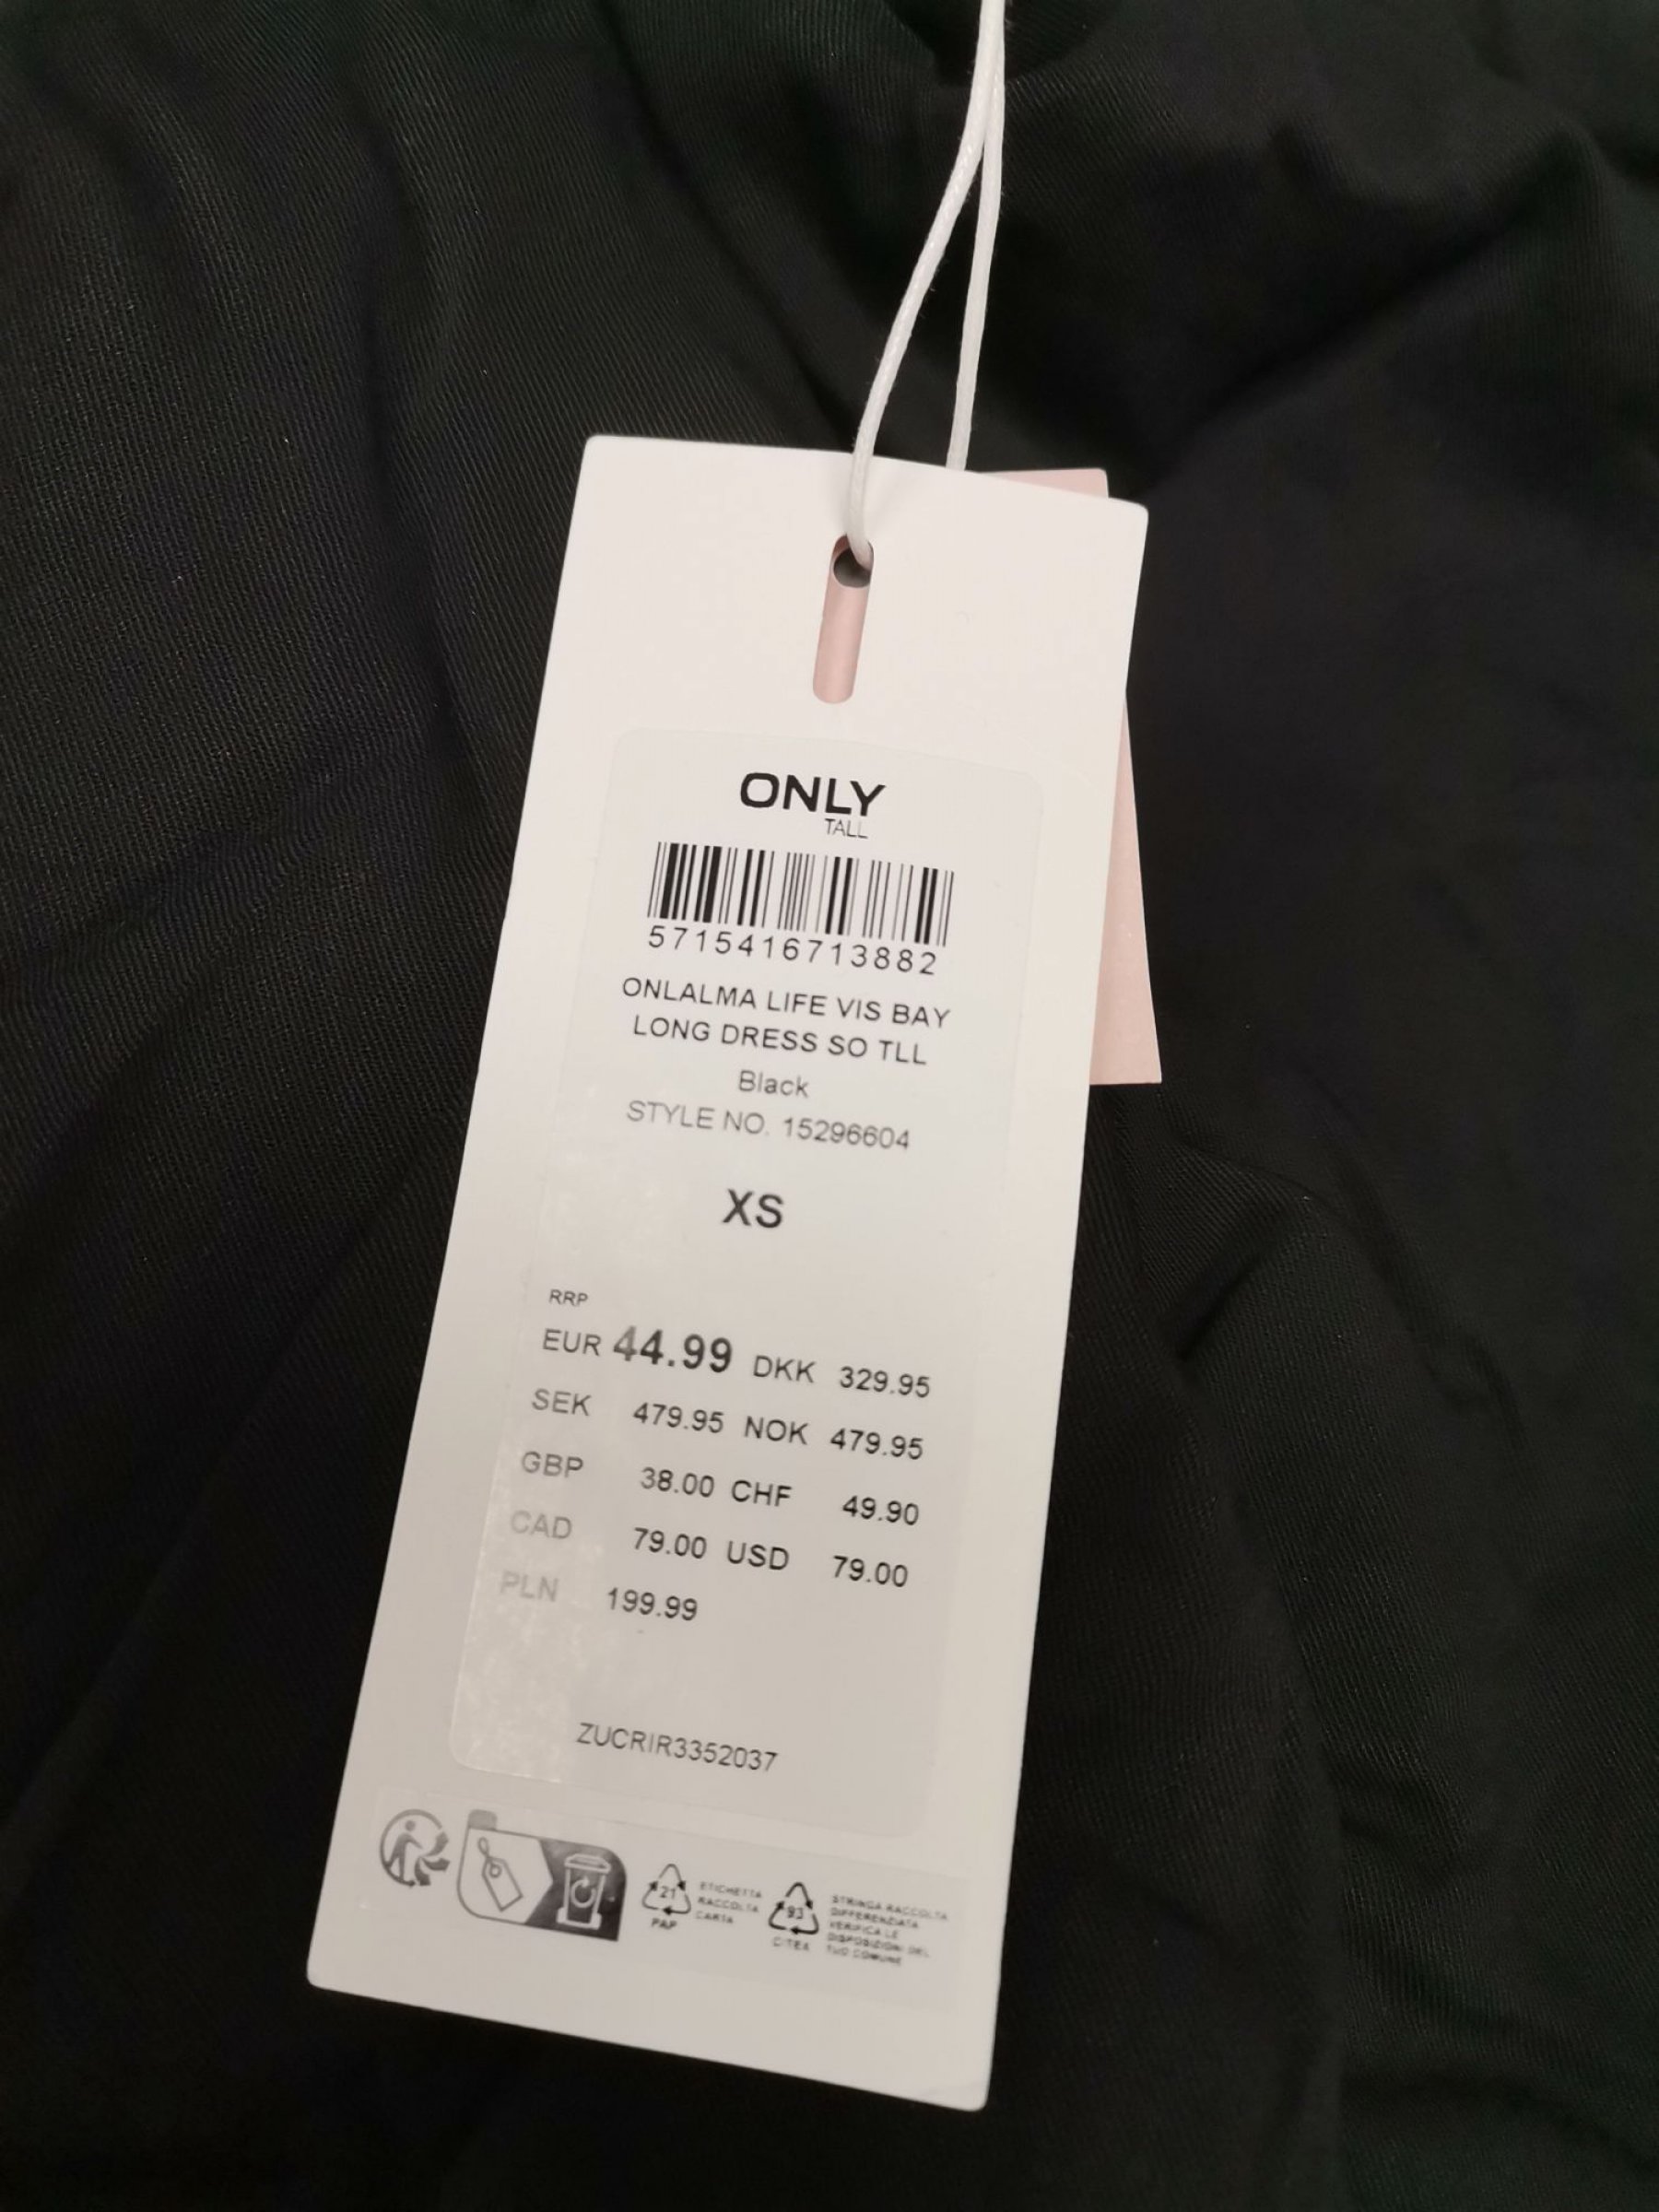 ONLY
TALL
5715416713882
ONLALMA LIFE VIS BAY
LONG DRESS SO TLL
Black
STYLE NO. 15296604
XS
RRP
EUR 44.99 DKK 329.95
SEK 479.95 NOK 479.95
GBP 38.00 CHF 49.90
CAD 79.00 USD 79.00
PLN 199.99
ZUCRIR3352037
21
PAP
ETICHETTA
RACCOLTA
CARTA
93
C/TEX
STRINGA RACCOLTA
DIFFERENZIATA
VERIFICA LE
DISPOSIZIONI DEL
TUO COMUNE